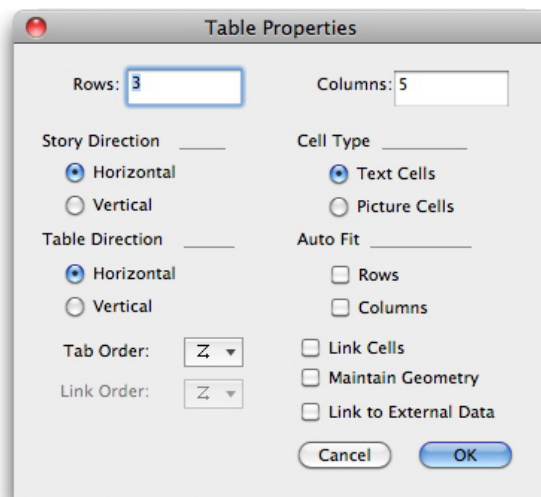 Table Properties
Rows: 3
Columns: 5
Story Direction
Horizontal
Vertical
Cell Type
Text Cells
Picture Cells
Table Direction
Horizontal
Vertical
Auto Fit
Rows
Columns
Tab Order:
Link Order:
Link Cells
Maintain Geometry
Link to External Data
Cancel
OK